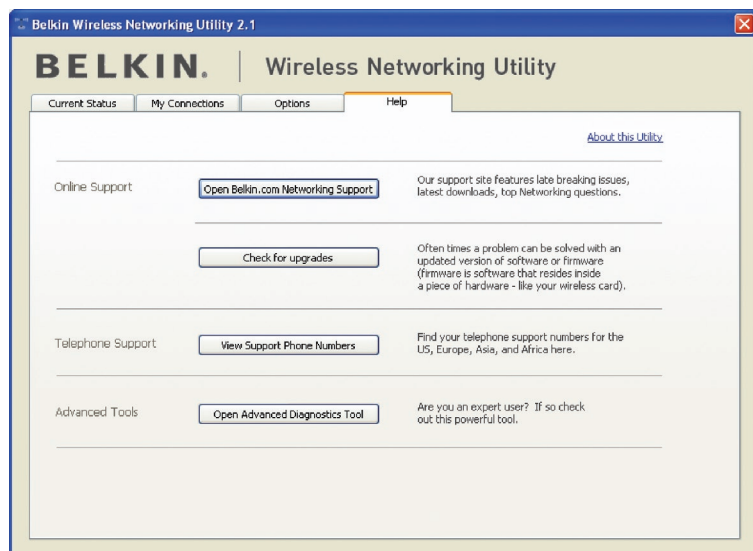 Belkin Wireless Networking Utility 2.1
BELKIN. | Wireless Networking Utility
Current Status My Connections Options Help
About this Utility
Online Support
Open Belkin.com Networking Support
Our support site features late breaking issues,
latest downloads, top Networking questions.
Check for upgrades
Often times a problem can be solved with an
updated version of software or firmware
(firmware is software that resides inside
a piece of hardware - like your wireless card).
Telephone Support
View Support Phone Numbers
Find your telephone support numbers for the
US, Europe, Asia, and Africa here.
Advanced Tools
Open Advanced Diagnostics Tool
Are you an expert user? If so check
out this powerful tool.